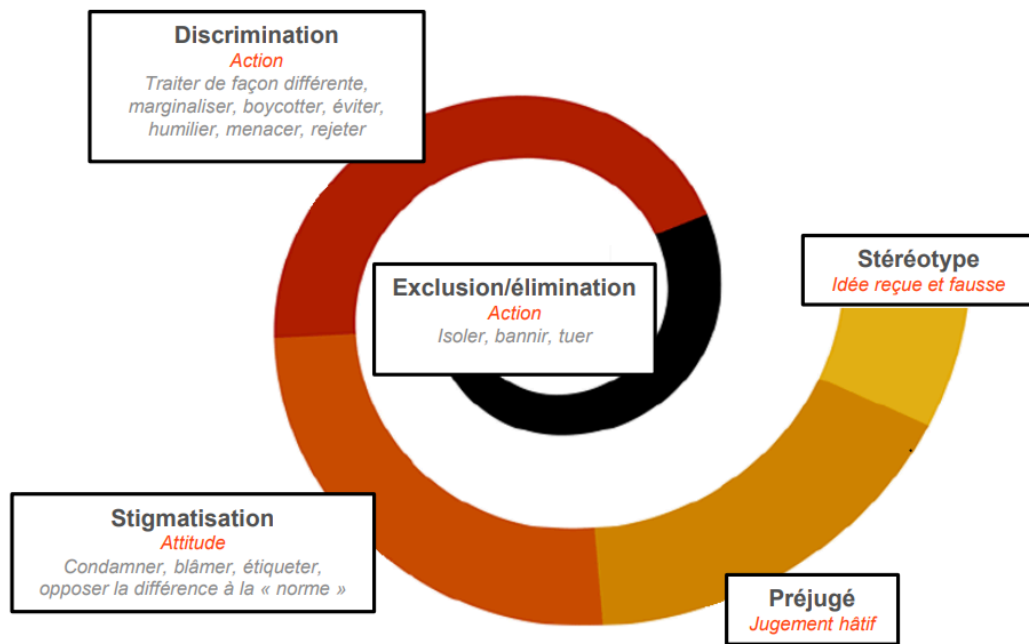 Discrimination
Action
Traiter de façon différente,
marginaliser, boycotter, éviter,
humilier, menacer, rejeter
Stéréotype
Idée reçue et fausse
Exclusion/élimination
Action
Isoler, bannir, tuer
Stigmatisation
Attitude
Condamner, blâmer, étiqueter,
opposer la différence à la « norme »
Préjugé
Jugement hâtif